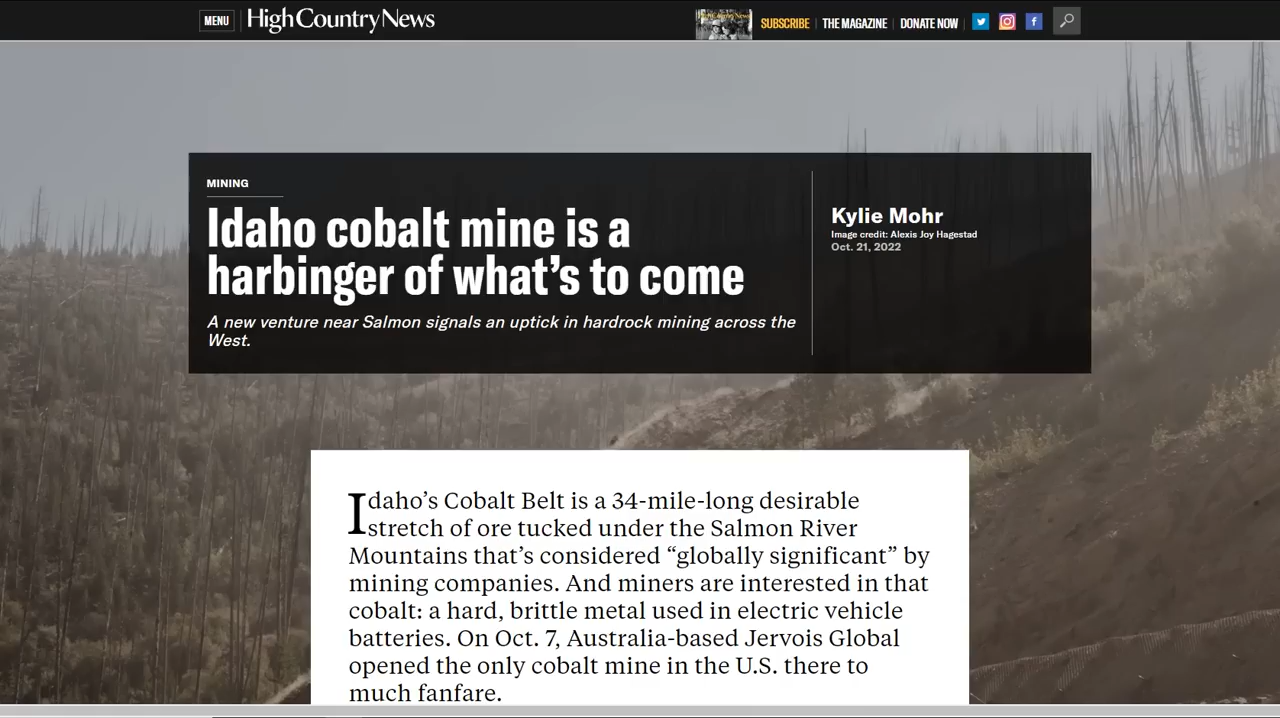 MENU
High Country News
SUBSCRIBE
THE MAGAZINE
DONATE NOW
MINING
Idaho cobalt mine is a
harbinger of what's to come
A new venture near Salmon signals an uptick in hardrock mining across the
West.
Kylie Mohr
Image credit: Alexis Joy Hagestad
Oct. 21, 2022
Idaho's Cobalt Belt is a 34-mile-long desirable
stretch of ore tucked under the Salmon River
Mountains that's considered “globally significant” by
mining companies. And miners are interested in that
cobalt: a hard, brittle metal used in electric vehicle
batteries. On Oct. 7, Australia-based Jervois Global
opened the only cobalt mine in the U.S. there to
much fanfare.